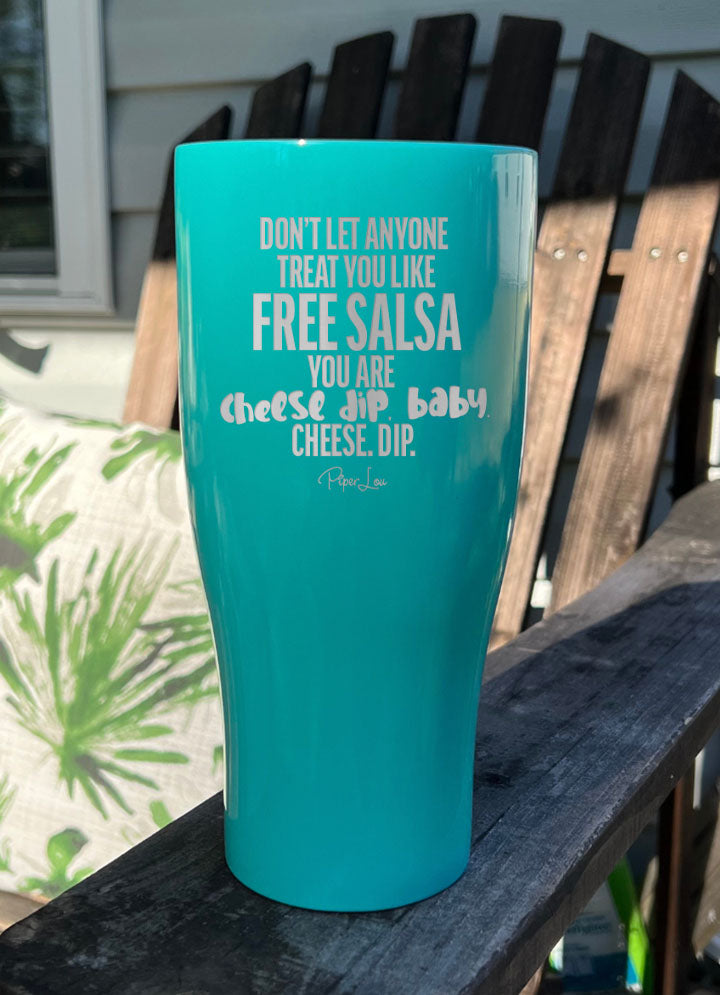 DON'T LET ANYONE
TREAT YOU LIKE
FREE SALSA
YOU ARE
cheese dip, baby.
CHEESE. DIP.
Piper Lou